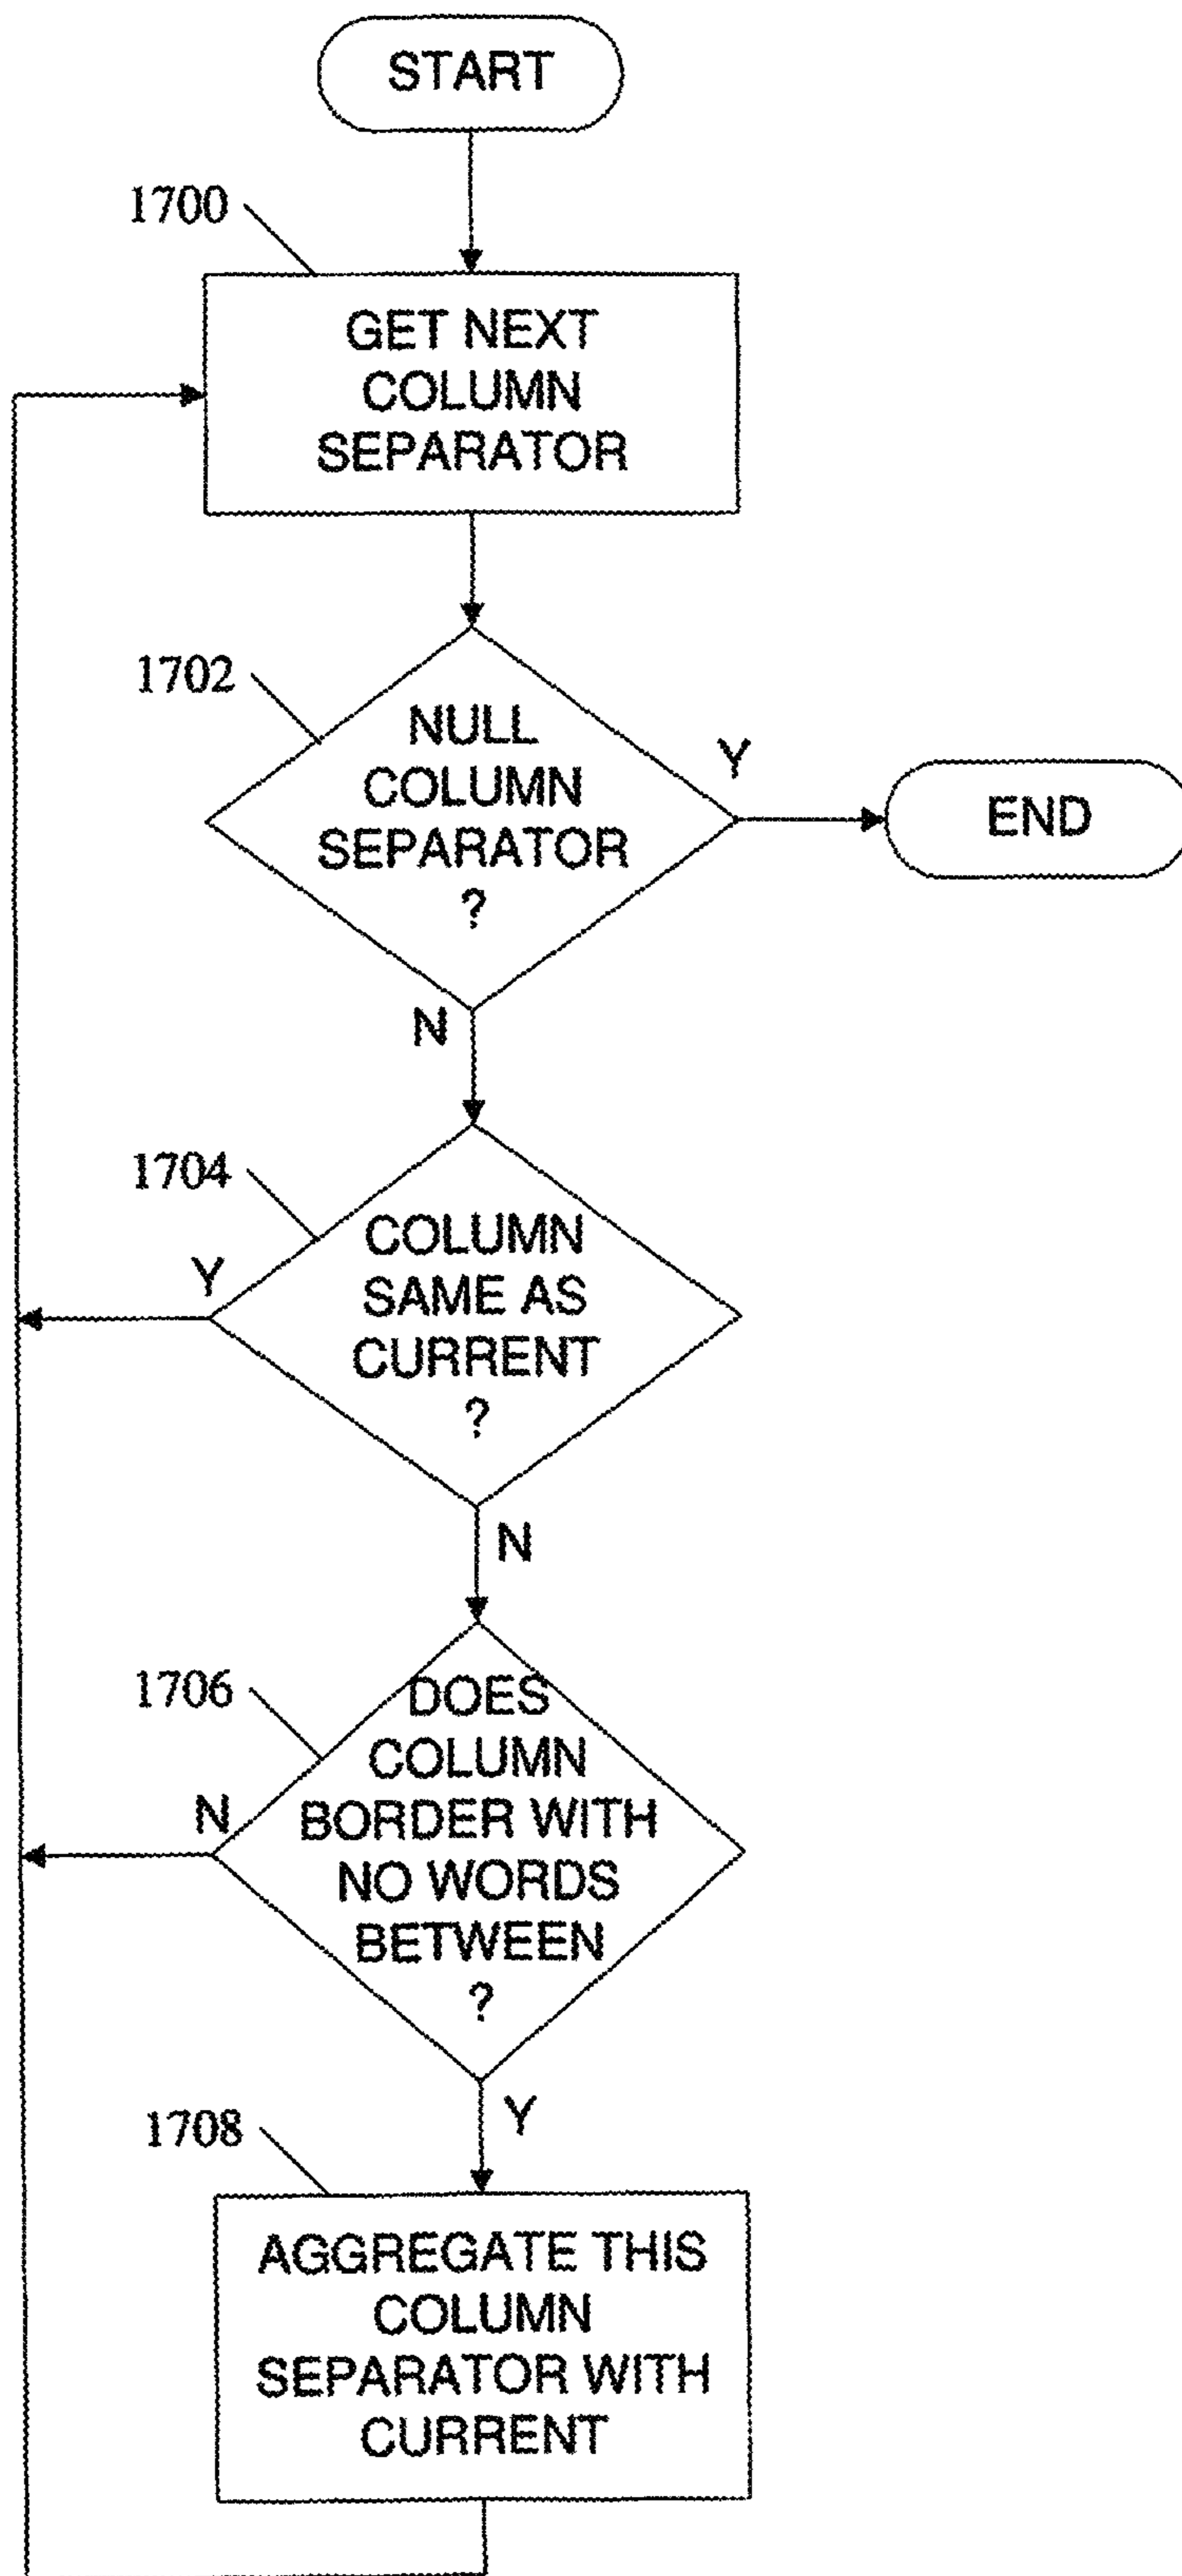 START
1700
GET NEXT
COLUMN
SEPARATOR
1702
NULL
COLUMN
SEPARATOR
?
Y
END
N
1704
COLUMN
SAME AS
CURRENT
?
Y
N
1706
DOES
COLUMN
BORDER WITH
NO WORDS
BETWEEN
?
N
Y
1708
AGGREGATE THIS
COLUMN
SEPARATOR WITH
CURRENT